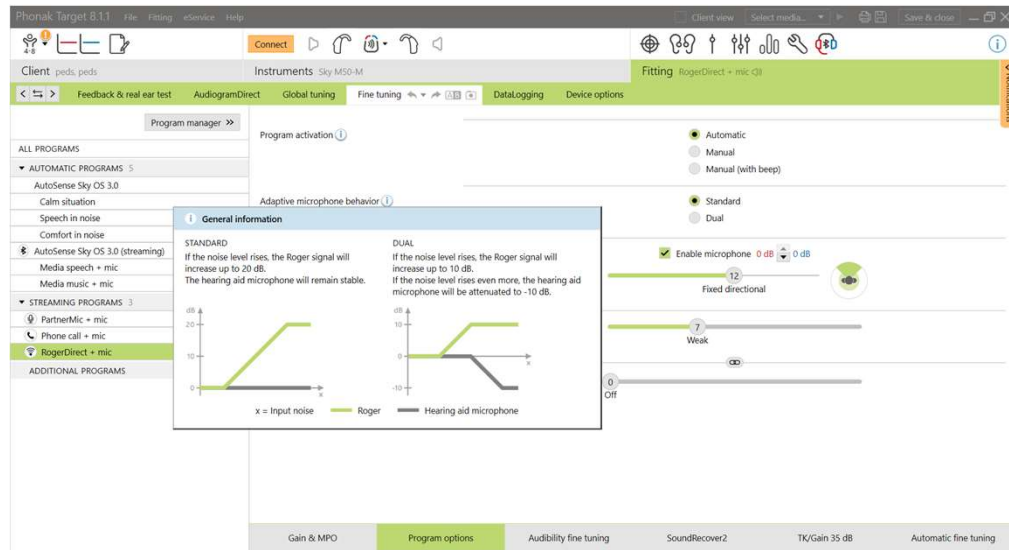 Phonak Target 8.1.1 File Fitting eService Help
Client view Select media... Save & close
4-8
Connect
Client peds, peds
Instruments Sky M50-M
Fitting RogerDirect + mic
Feedback & real ear test AudiogramDirect Global tuning Fine tuning DataLogging Device options
Program manager >>
Program activation
Automatic
Manual
Manual (with beep)
ALL PROGRAMS
AUTOMATIC PROGRAMS 5
AutoSense Sky OS 3.0
Calm situation
Speech in noise
Comfort in noise
AutoSense Sky OS 3.0 (streaming)
Media speech + mic
Media music + mic
STREAMING PROGRAMS 3
PartnerMic + mic
Phone call + mic
RogerDirect + mic
ADDITIONAL PROGRAMS
Adaptive microphone behavior
Standard
Dual
General information
STANDARD
If the noise level rises, the Roger signal will
increase up to 20 dB.
The hearing aid microphone will remain stable.
dB
20
10
0
x
DUAL
If the noise level rises, the Roger signal will
increase up to 10 dB.
If the noise level rises even more, the hearing aid
microphone will be attenuated to -10 dB.
dB
10
0
-10
x
x = Input noise Roger Hearing aid microphone
Enable microphone 0 dB 0 dB
12
Fixed directional
7
Weak
0
Off
Gain & MPO Program options Audibility fine tuning SoundRecover2 TK/Gain 35 dB Automatic fine tuning